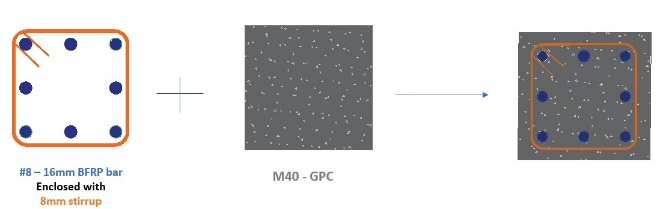 #8 – 16mm BFRP bar
Enclosed with
8mm stirrup
M40 - GPC